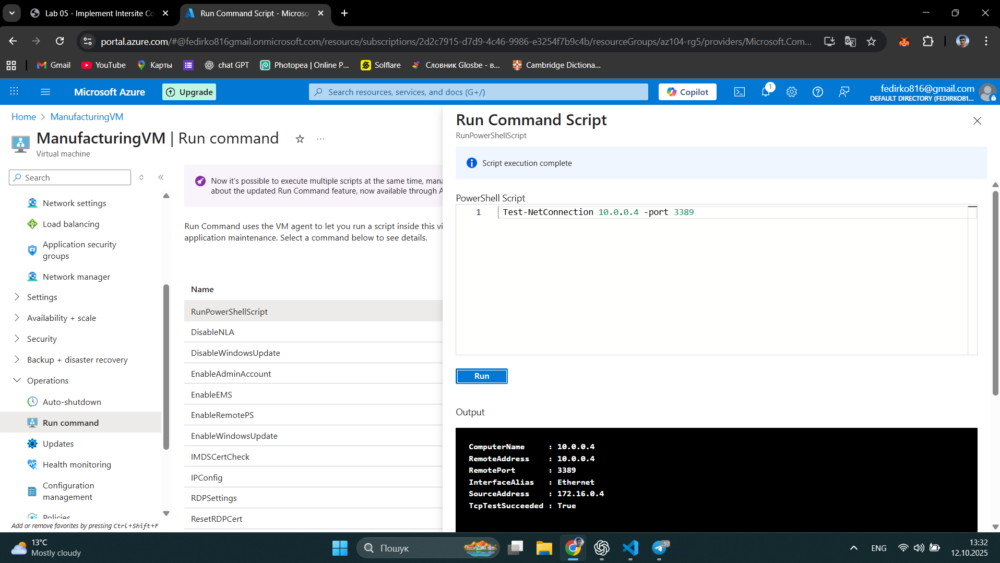 Lab 05 - Implement Intersite Co
Run Command Script - Microso
portal.azure.com/#@fedirko816gmail.onmicrosoft.com/resource/subscriptions/2d2c7915-d7d9-4c46-9986-e3254f7b9c4b/resourceGroups/az104-rg5/providers/Microsoft.Com...
Gmail
YouTube
Карты
chat GPT
Photopea | Online P...
Solflare
Словник Glosbe - в...
Cambridge Dictiona...
Microsoft Azure
Upgrade
Search resources, services, and docs (G+/)
Copilot
1
fedirko816@gmail.com
DEFAULT DIRECTORY (FEDIRKO81...
Home > ManufacturingVM
ManufacturingVM | Run command
Virtual machine
Search
Network settings
Load balancing
Application security
groups
Network manager
Settings
Availability + scale
Security
Backup + disaster recovery
Operations
Auto-shutdown
Run command
Updates
Health monitoring
Configuration
management
Policies
Add or remove favorites by pressing Ctrl+Shift+F
Now it's possible to execute multiple scripts at the same time, mana
about the updated Run Command feature, now available through A
Run Command uses the VM agent to let you run a script inside this vi
application maintenance. Select a command below to see details.
Name
RunPowerShellScript
DisableNLA
DisableWindowsUpdate
EnableAdminAccount
EnableEMS
EnableRemotePS
EnableWindowsUpdate
IMDSCertCheck
IPConfig
RDPSettings
ResetRDPCert
Run Command Script
RunPowerShellScript
Script execution complete
PowerShell Script
1 Test-NetConnection 10.0.0.4 -port 3389
Run
Output
ComputerName : 10.0.0.4
RemoteAddress : 10.0.0.4
RemotePort : 3389
InterfaceAlias : Ethernet
SourceAddress : 172.16.0.4
TcpTestSucceeded : True
13°C
Mostly cloudy
Пошук
97
ENG
13:32
12.10.2025